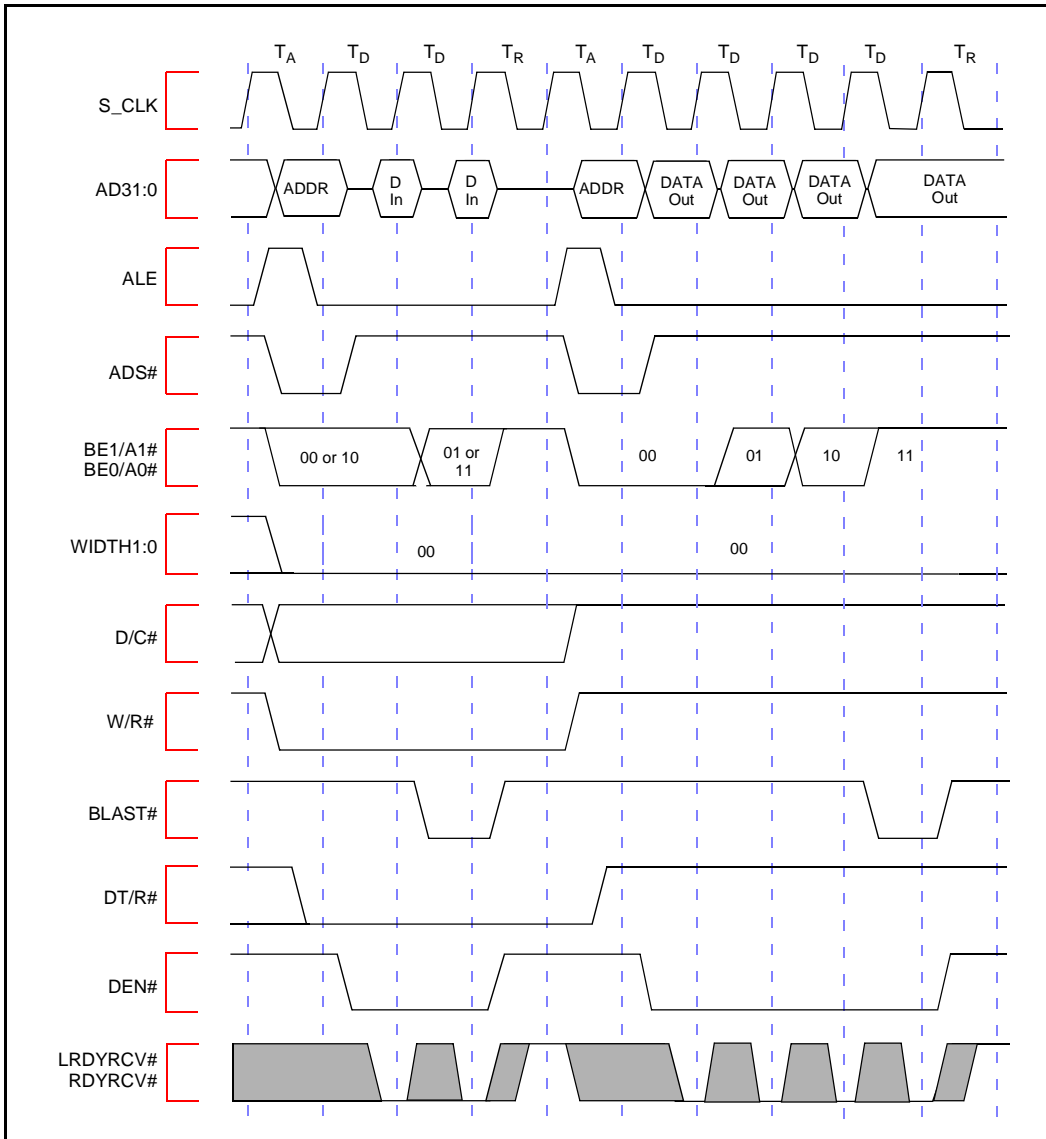 TA TD TD TR TA TD TD TD TD TR
S_CLK
AD31:0
ADDR
D
In
D
In
ADDR
DATA
Out
DATA
Out
DATA
Out
DATA
Out
ALE
ADS#
BE1/A1#
BE0/A0#
00 or 10
01 or
11
00
01
10
11
WIDTH1:0
00
00
D/C#
W/R#
BLAST#
DT/R#
DEN#
LRDYRCV#
RDYRCV#